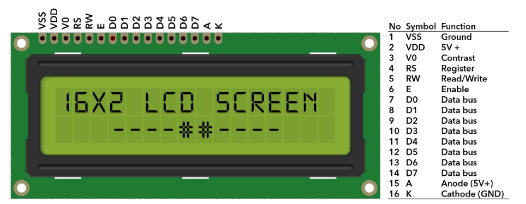 VSS VDD V0 RS RW E D0 D1 D2 D3 D4 D5 D6 D7 A K
16X2 LCD SCREEN
----##----
No Symbol Function
1 VSS Ground
2 VDD 5V +
3 V0 Contrast
4 RS Register
5 RW Read/Write
6 E Enable
7 D0 Data bus
8 D1 Data bus
9 D2 Data bus
10 D3 Data bus
11 D4 Data bus
12 D5 Data bus
13 D6 Data bus
14 D7 Data bus
15 A Anode (5V+)
16 K Cathode (GND)